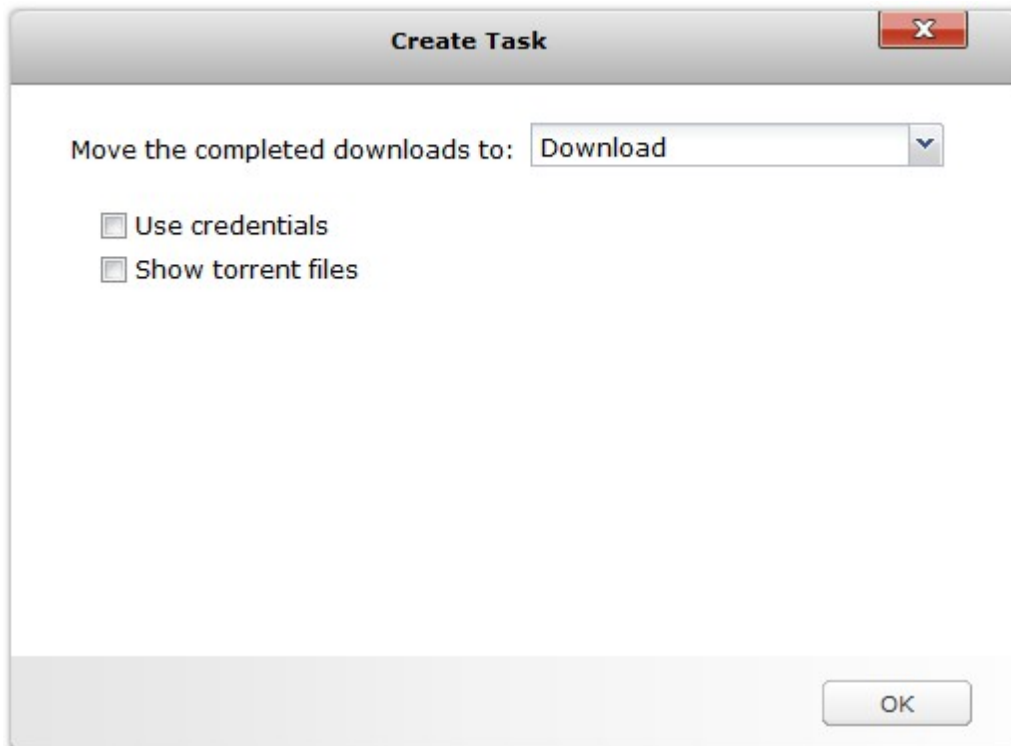 Create Task
Move the completed downloads to: Download
Use credentials
Show torrent files
OK